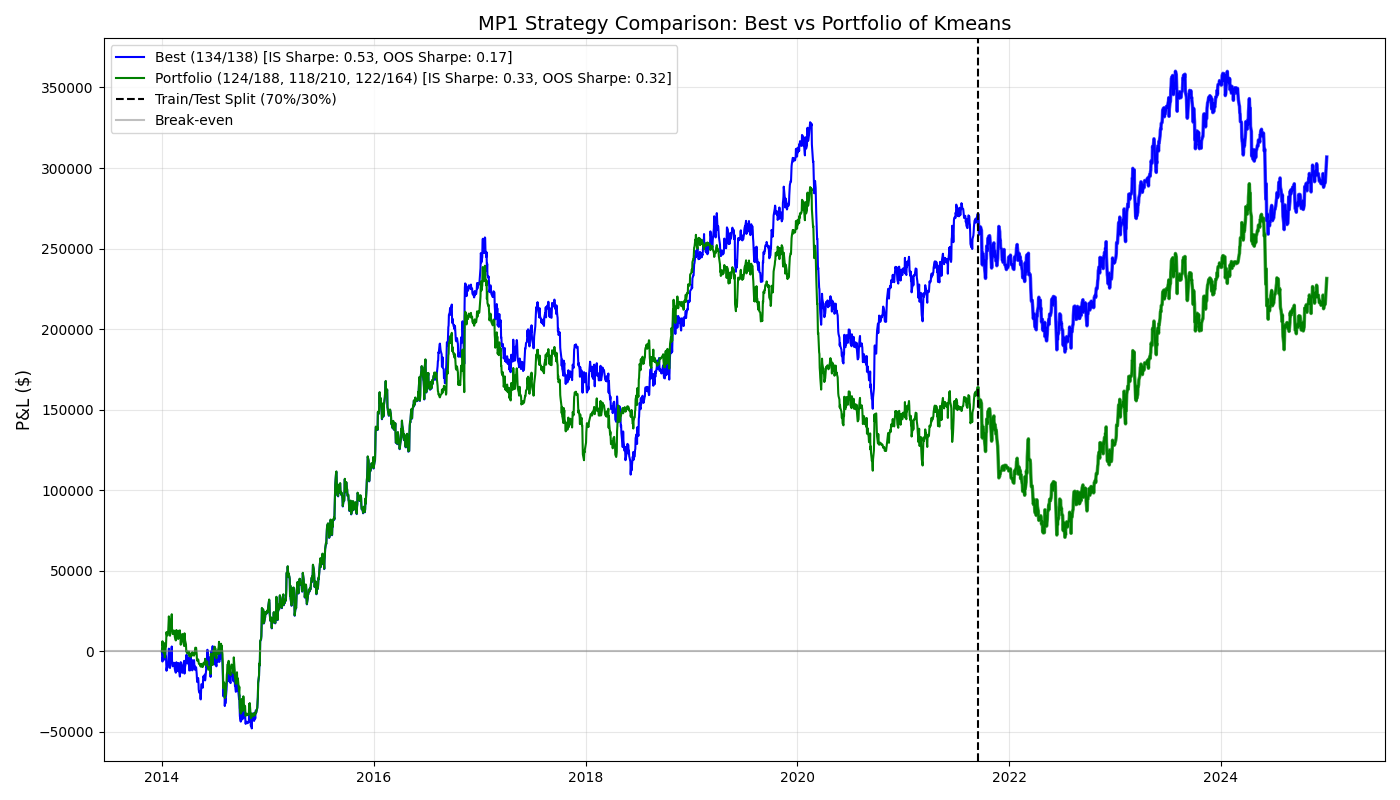 MP1 Strategy Comparison: Best vs Portfolio of Kmeans
Best (134/138) [IS Sharpe: 0.53, OOS Sharpe: 0.17]
Portfolio (124/188, 118/210, 122/164) [IS Sharpe: 0.33, OOS Sharpe: 0.32]
Train/Test Split (70%/30%)
Break-even
P&L ($)
350000
300000
250000
200000
150000
100000
50000
0
−50000
2014 2016 2018 2020 2022 2024